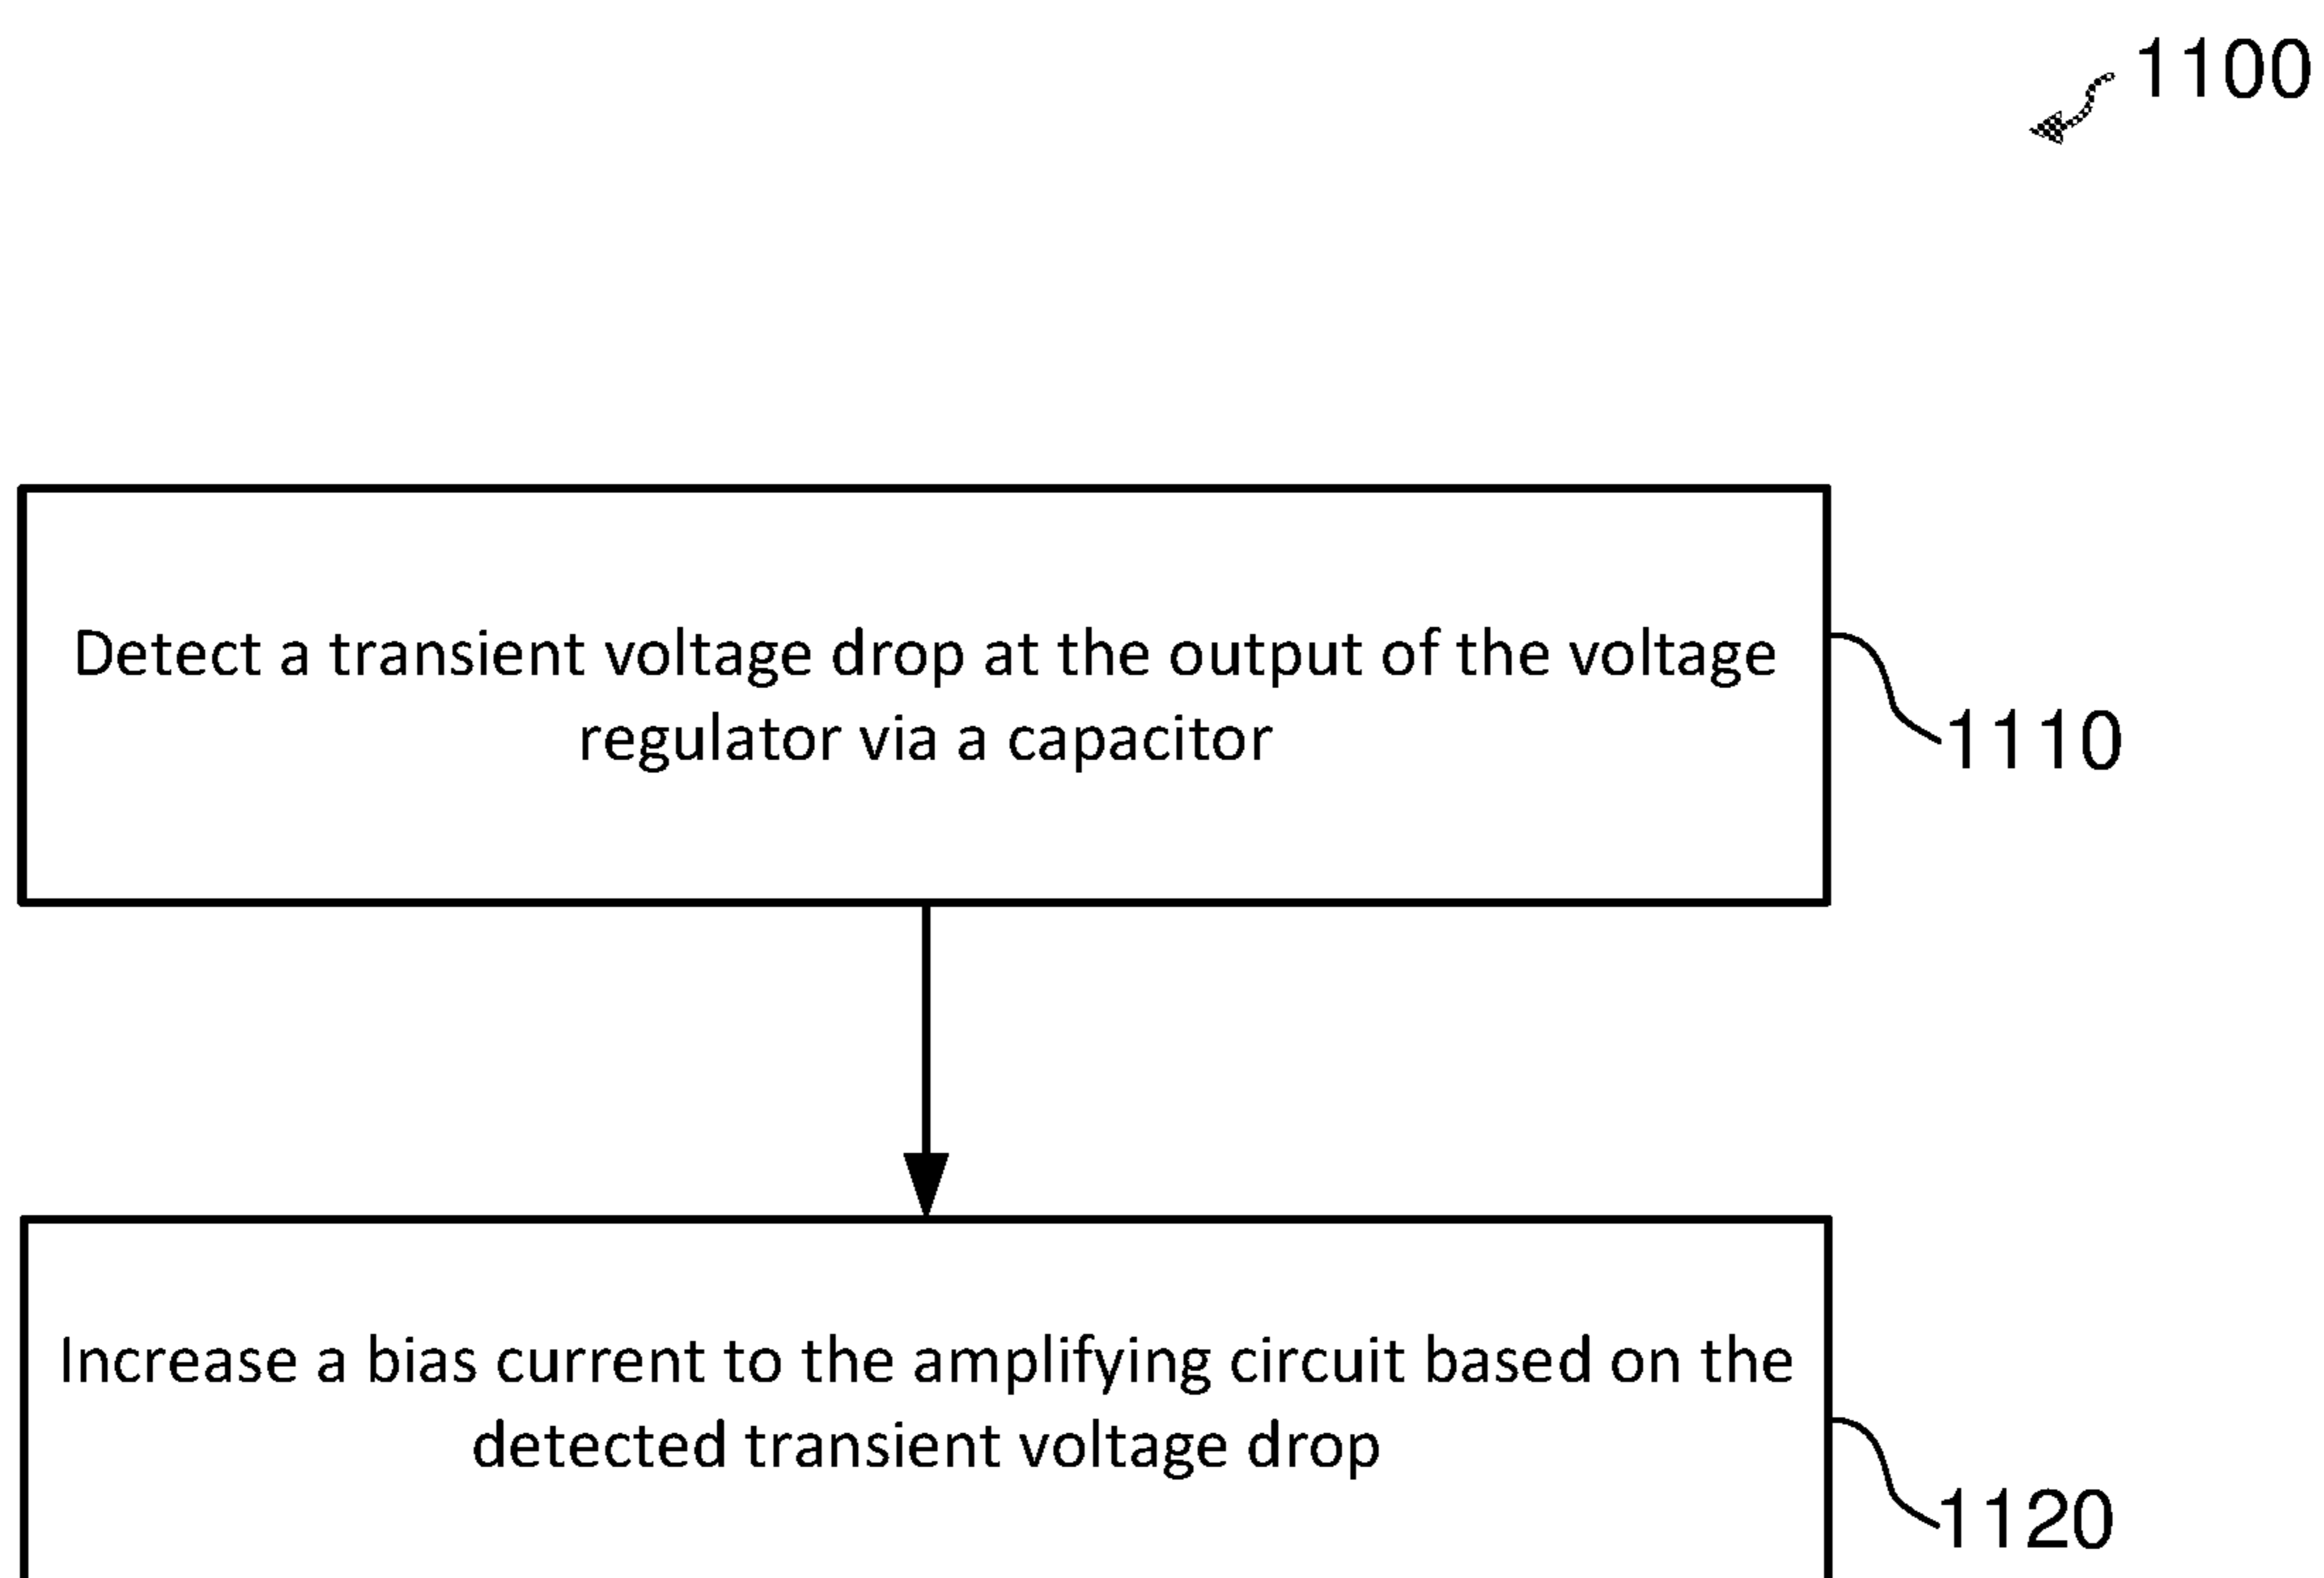 1100
Detect a transient voltage drop at the output of the voltage
regulator via a capacitor
1110
Increase a bias current to the amplifying circuit based on the
detected transient voltage drop
1120